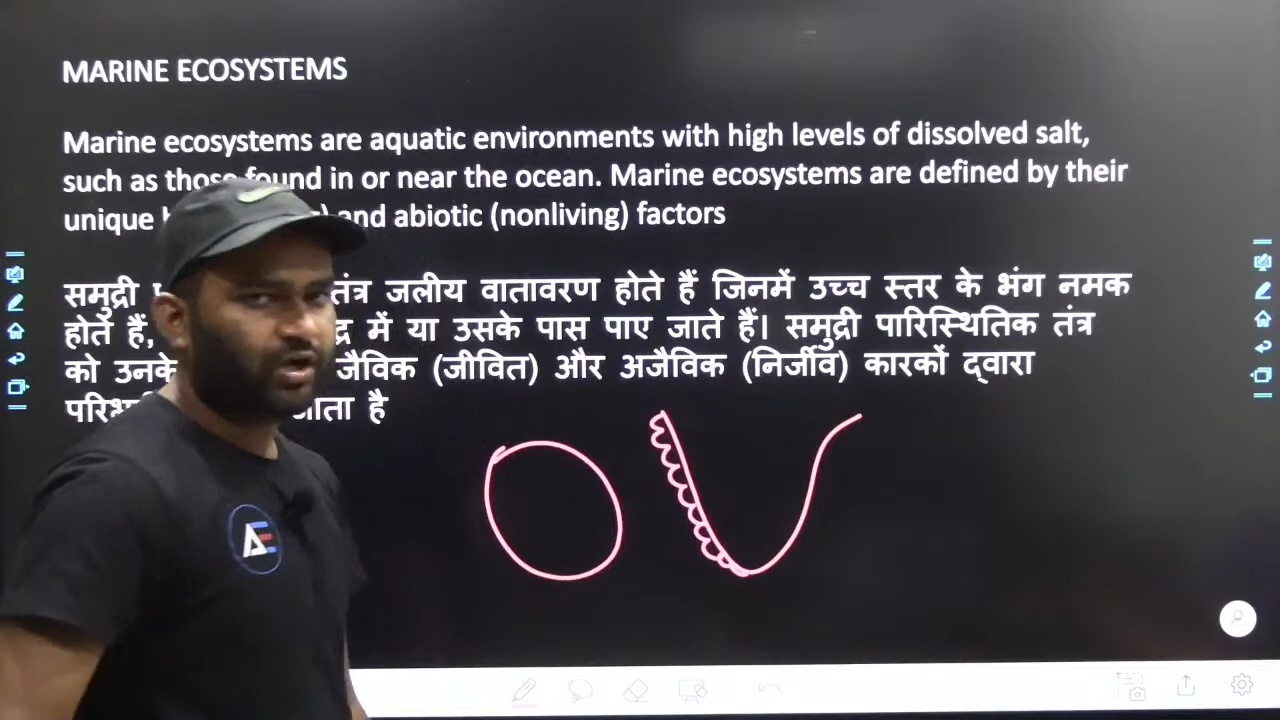 MARINE ECOSYSTEMS
Marine ecosystems are aquatic environments with high levels of dissolved salt,
such as those found in or near the ocean. Marine ecosystems are defined by their
unique and abiotic (nonliving) factors
समुद्री तंत्र जलीय वातावरण होते हैं जिनमें उच्च स्तर के भंग नमक
होते हैं, में या उसके पास पाए जाते हैं। समुद्री पारिस्थितिक तंत्र
को उनके जैविक (जीवित) और अजैविक (निर्जीव) कारकों द्वारा
जाता है
AE